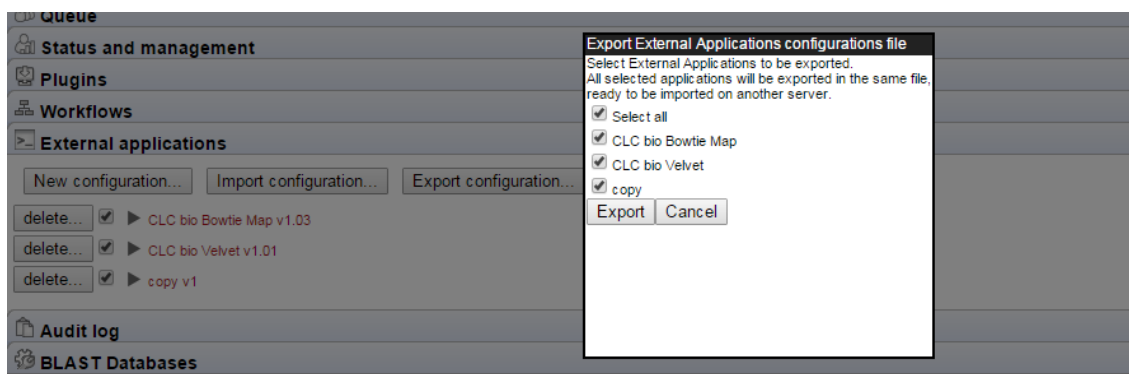 Queue
Status and management
Plugins
Workflows
External applications
New configuration... Import configuration... Export configuration...
delete... CLC bio Bowtie Map v1.03
delete... CLC bio Velvet v1.01
delete... copy v1
Audit log
BLAST Databases
Export External Applications configurations file
Select External Applications to be exported.
All selected applications will be exported in the same file,
ready to be imported on another server.
Select all
CLC bio Bowtie Map
CLC bio Velvet
copy
Export Cancel